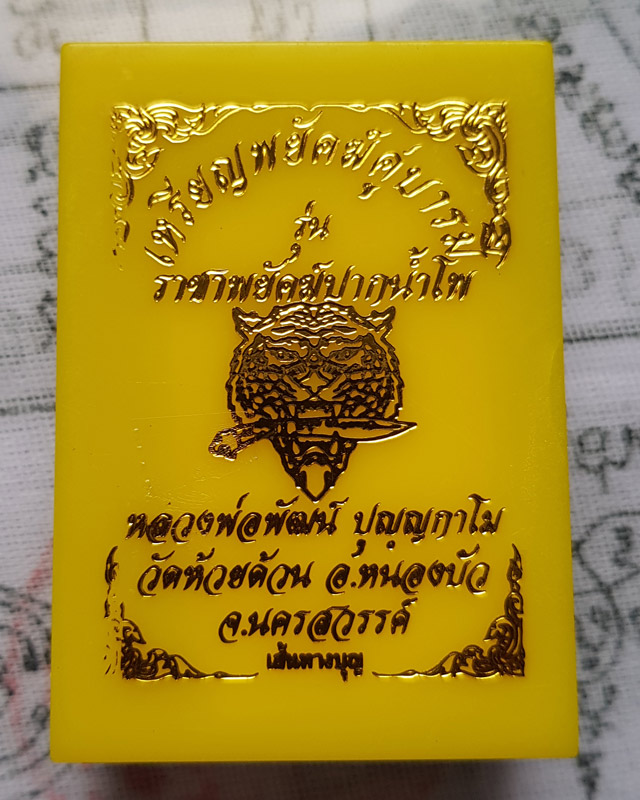 เหรียญพยัคฆ์คู่บารมี
รุ่น
ราชาพยัคฆ์ปากน้ำโพ
หลวงพ่อพัฒน์ ปุญฺญกาโม
วัดห้วยด้วน อ.หนองบัว
จ.นครสวรรค์
เส้นทางบุญ